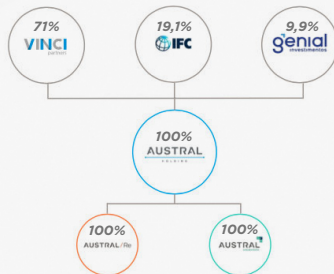 71%
VINCI
partners
19,1%
IFC
9,9%
genial
investimentos
100%
AUSTRAL
HOLDING
100%
AUSTRAL/Re
100%
AUSTRAL